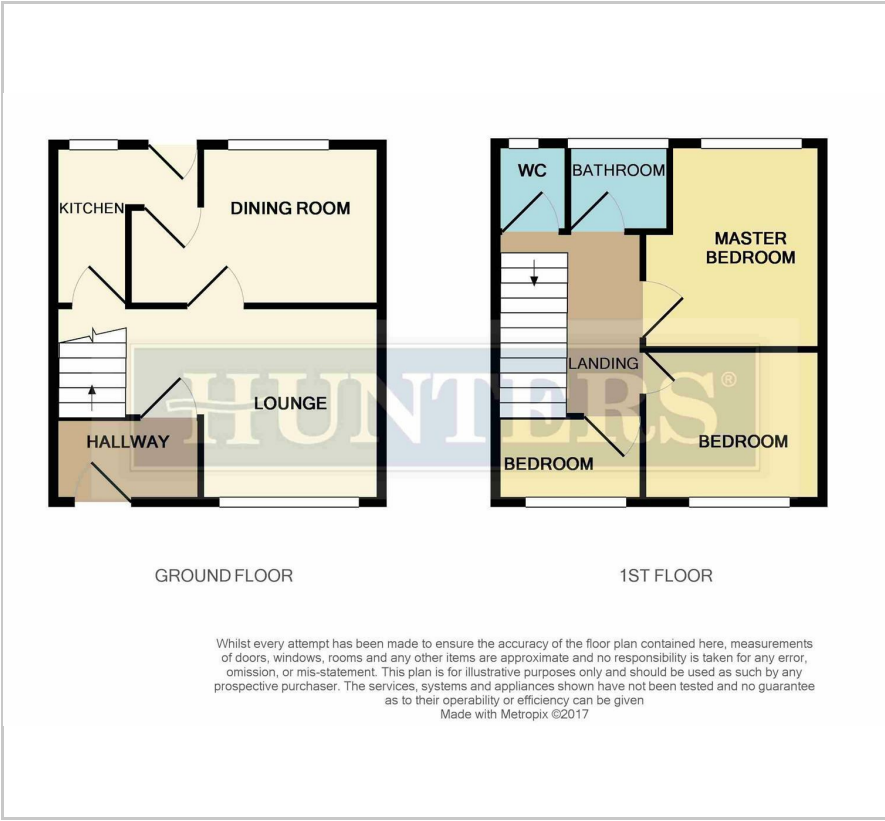 KITCHEN
DINING ROOM
LOUNGE
HALLWAY
GROUND FLOOR
WC
BATHROOM
MASTER
BEDROOM
LANDING
BEDROOM
BEDROOM
1ST FLOOR
HUNTERS®
Whilst every attempt has been made to ensure the accuracy of the floor plan contained here, measurements
of doors, windows, rooms and any other items are approximate and no responsibility is taken for any error,
omission, or mis-statement. This plan is for illustrative purposes only and should be used as such by any
prospective purchaser. The services, systems and appliances shown have not been tested and no guarantee
as to their operability or efficiency can be given
Made with Metropix ©2017